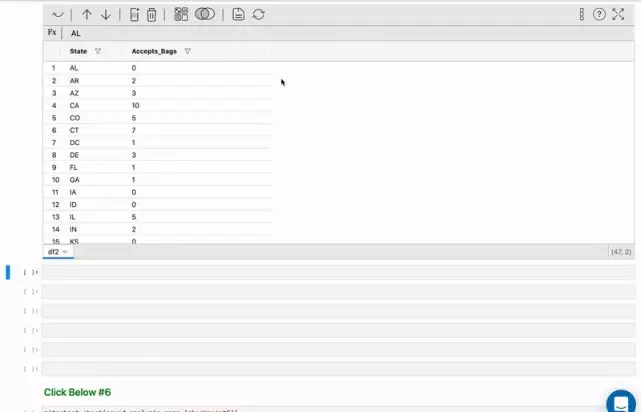 Fx AL
State Accepts_Bags
1 AL 0
2 AR 2
3 AZ 3
4 CA 10
5 CO 5
6 CT 7
7 DC 1
8 DE 3
9 FL 1
10 GA 1
11 IA 0
12 ID 0
13 IL 5
14 IN 2
15 KS 0
df2 (47, 2)
[ ]:
[ ]:
[ ]:
[ ]:
[ ]:
[ ]:
Click Below #6